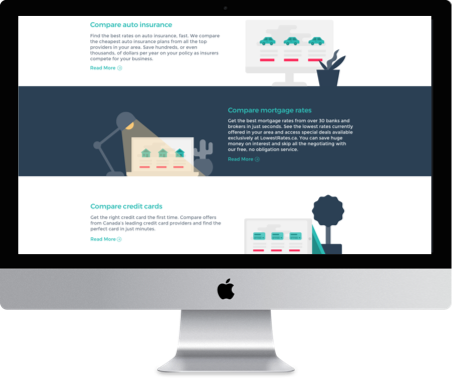 Compare auto insurance
Find the best rates on auto insurance, fast. We compare
the cheapest auto insurance plans from all the top
providers in your area. Save hundreds, or even
thousands, of dollars per year on your policy as insurers
compete for your business.
Read More
Compare mortgage rates
Get the best mortgage rates from over 30 banks and
brokers in just seconds. See the lowest rates currently
offered in your area and access special deals available
exclusively at LowestRates.ca. You can save huge
money on interest and skip all the negotiating with
our free, no obligation service.
Read More
Compare credit cards
Get the right credit card the first time. Compare offers
from Canada's leading credit card providers and find the
perfect card in just minutes.
Read More